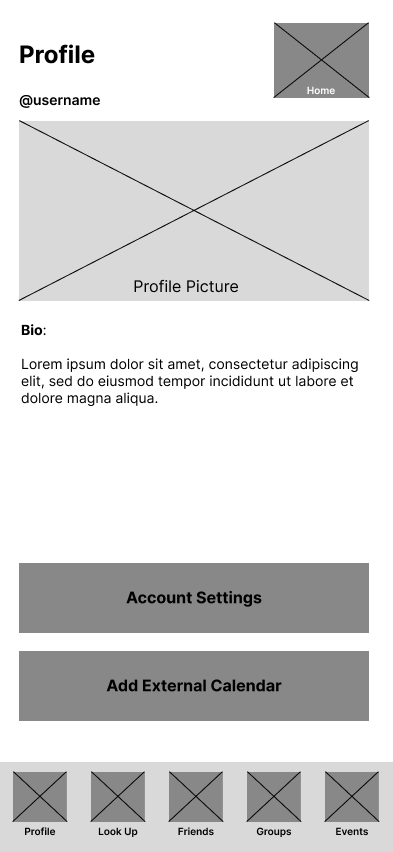 Profile
Home
@username
Profile Picture
Bio:
Lorem ipsum dolor sit amet, consectetur adipiscing
elit, sed do eiusmod tempor incididunt ut labore et
dolore magna aliqua.
Account Settings
Add External Calendar
Profile
Look Up
Friends
Groups
Events